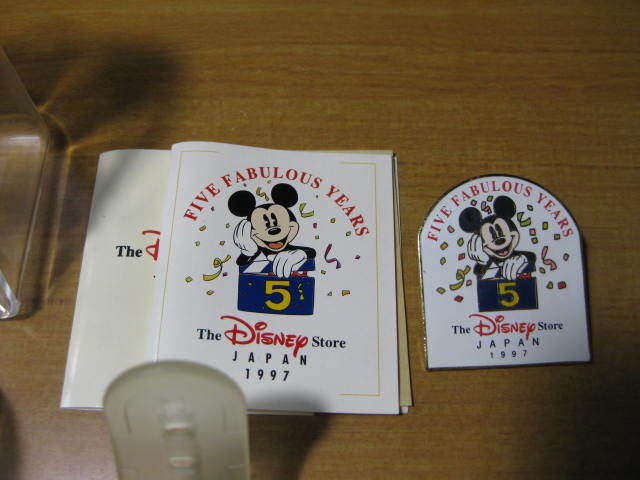 The
FIVE FABULOUS YEARS
5
The Disney Store
JAPAN
1997
FIVE FABULOUS YEARS
5
The Disney Store
JAPAN
1997